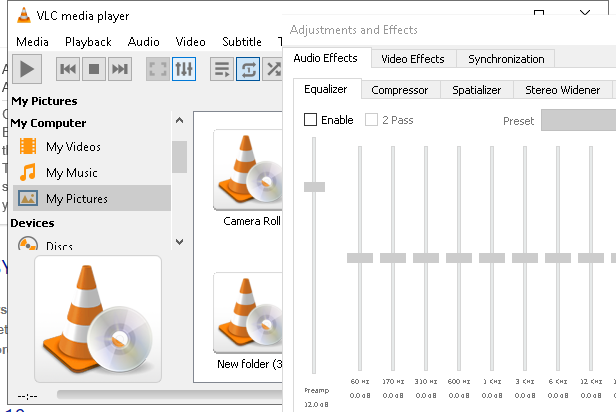 VLC media player
Media Playback Audio Video Subtitle
My Pictures
My Computer
My Videos
My Music
My Pictures
Devices
Discs
Camera Roll
New folder (3
--:--
Adjustments and Effects
Audio Effects Video Effects Synchronization
Equalizer Compressor Spatializer Stereo Widener
Enable 2 Pass Preset
60 Hz 170 Hz 310 Hz 600 Hz 1 KHz 3 KHz 6 KHz 12 KHz
Preamp 0.0 dB 0.0 dB 0.0 dB 0.0 dB 0.0 dB 0.0 dB 0.0 dB 0.0 d
12.0 dB